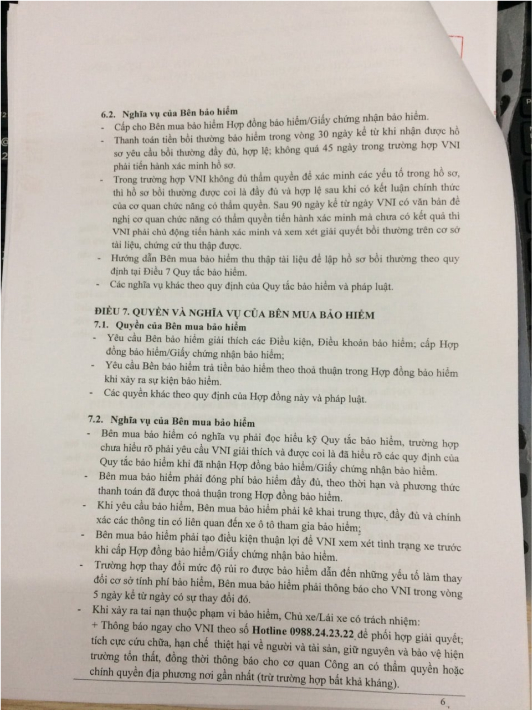 6.2. Nghĩa vụ của Bên bảo hiểm
- Cấp cho Bên mua bảo hiểm Hợp đồng bảo hiểm/Giấy chứng nhận bảo hiểm.
- Thanh toán tiền bồi thường bảo hiểm trong vòng 30 ngày kể từ khi nhận được hồ
sơ yêu cầu bồi thường đầy đủ, hợp lệ; không quá 45 ngày trong trường hợp VNI
phải tiến hành xác minh hồ sơ.
- Trong trường hợp VNI không đủ thẩm quyền để xác minh các yếu tố trong hồ sơ,
thì hồ sơ bồi thường được coi là đầy đủ và hợp lệ sau khi có kết luận chính thức
của cơ quan chức năng có thẩm quyền. Sau 90 ngày kể từ ngày VNI có văn bản đề
nghị cơ quan chức năng có thẩm quyền tiến hành xác minh mà chưa có kết quả thì
VNI phải chủ động tiến hành xác minh và xem xét giải quyết bồi thường trên cơ sở
tài liệu, chứng cứ thu thập được.
- Hướng dẫn Bên mua bảo hiểm thu thập tài liệu để lập hồ sơ bồi thường theo quy
định tại Điều 7 Quy tắc bảo hiểm.
- Các nghĩa vụ khác theo quy định của Quy tắc bảo hiểm và pháp luật.
ĐIỀU 7. QUYỀN VÀ NGHĨA VỤ CỦA BÊN MUA BẢO HIỂM
7.1. Quyền của Bên mua bảo hiểm
- Yêu cầu Bên bảo hiểm giải thích các Điều kiện, Điều khoản bảo hiểm; cấp Hợp
đồng bảo hiểm/Giấy chứng nhận bảo hiểm;
- Yêu cầu Bên bảo hiểm trả tiền bảo hiểm theo thoả thuận trong Hợp đồng bảo hiểm
khi xảy ra sự kiện bảo hiểm.
- Các quyền khác theo quy định của Hợp đồng này và pháp luật.
7.2. Nghĩa vụ của Bên mua bảo hiểm
- Bên mua bảo hiểm có nghĩa vụ phải đọc hiểu kỹ Quy tắc bảo hiểm, trường hợp
chưa hiểu rõ phải yêu cầu VNI giải thích và được coi là đã hiểu rõ các quy định của
Quy tắc bảo hiểm khi đã nhận Hợp đồng bảo hiểm/Giấy chứng nhận bảo hiểm.
- Bên mua bảo hiểm phải đóng phí bảo hiểm đầy đủ, theo thời hạn và phương thức
thanh toán đã được thoả thuận trong Hợp đồng bảo hiểm.
- Khi yêu cầu bảo hiểm, Bên mua bảo hiểm phải kê khai trung thực, đầy đủ và chính
xác các thông tin có liên quan đến xe ô tô tham gia bảo hiểm;
- Bên mua bảo hiểm phải tạo điều kiện thuận lợi để VNI xem xét tình trạng xe trước
khi cấp Hợp đồng bảo hiểm/Giấy chứng nhận bảo hiểm.
- Trường hợp thay đổi mức độ rủi ro được bảo hiểm dẫn đến những yếu tố làm thay
đổi cơ sở tính phí bảo hiểm, Bên mua bảo hiểm phải thông báo cho VNI trong vòng
5 ngày kể từ ngày có sự thay đổi đó.
- Khi xảy ra tai nạn thuộc phạm vi bảo hiểm, Chủ xe/Lái xe có trách nhiệm:
+ Thông báo ngay cho VNI theo số Hotline 0988.24.23.22 để phối hợp giải quyết;
tích cực cứu chữa, hạn chế thiệt hại về người và tài sản, giữ nguyên và bảo vệ hiện
trường tổn thất, đồng thời thông báo cho cơ quan Công an có thẩm quyền hoặc
chính quyền địa phương nơi gần nhất (trừ trường hợp bất khả kháng).
6